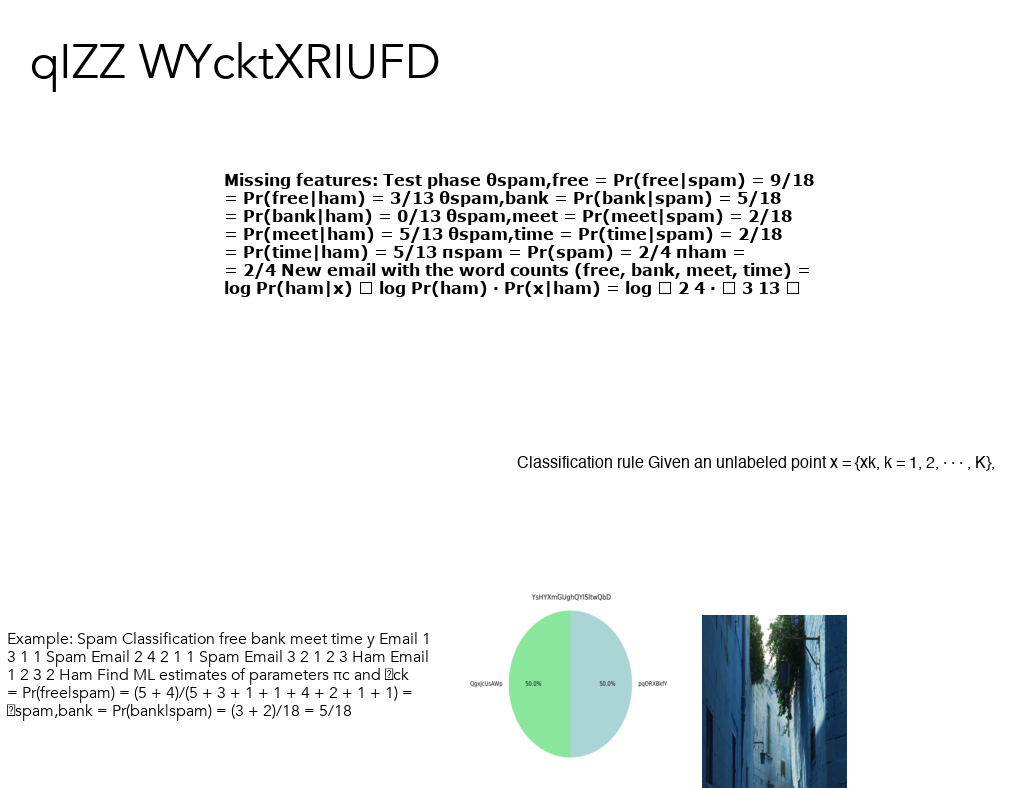 qIZZ WYcktXRIUFD
Missing features: Test phase θspam,free = Pr(free|spam) = 9/18
= Pr(free|ham) = 3/13 θspam,bank = Pr(bank|spam) = 5/18
= Pr(bank|ham) = 0/13 θspam,meet = Pr(meet|spam) = 2/18
= Pr(meet|ham) = 5/13 θspam,time = Pr(time|spam) = 2/18
= Pr(time|ham) = 5/13 πspam = Pr(spam) = 2/4 πham =
= 2/4 New email with the word counts (free, bank, meet, time) =
log Pr(ham|x) □ log Pr(ham) · Pr(x|ham) = log □ 2 4 · □ 3 13 □
Classification rule Given an unlabeled point x = {xk, k = 1, 2, · · · , K},
Example: Spam Classification free bank meet time y Email 1
3 1 1 Spam Email 2 4 2 1 1 Spam Email 3 2 1 2 3 Ham Email
1 2 3 2 Ham Find ML estimates of parameters πc and □ck
= Pr(free|spam) = (5 + 4)/(5 + 3 + 1 + 1 + 4 + 2 + 1 + 1) =
□spam,bank = Pr(bank|spam) = (3 + 2)/18 = 5/18
YsHYXmGUghQYlSltwQbD
QgxjcUsAWp 50.0% 50.0% pqORXBkfY